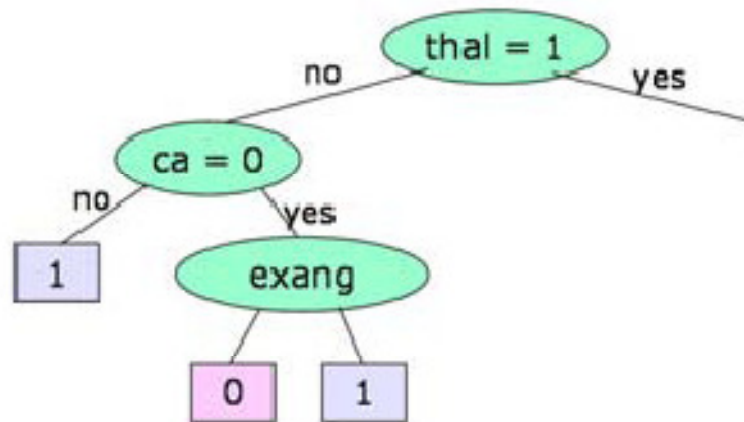 thal = 1
no
yes
ca = 0
no
yes
1
exang
0
1